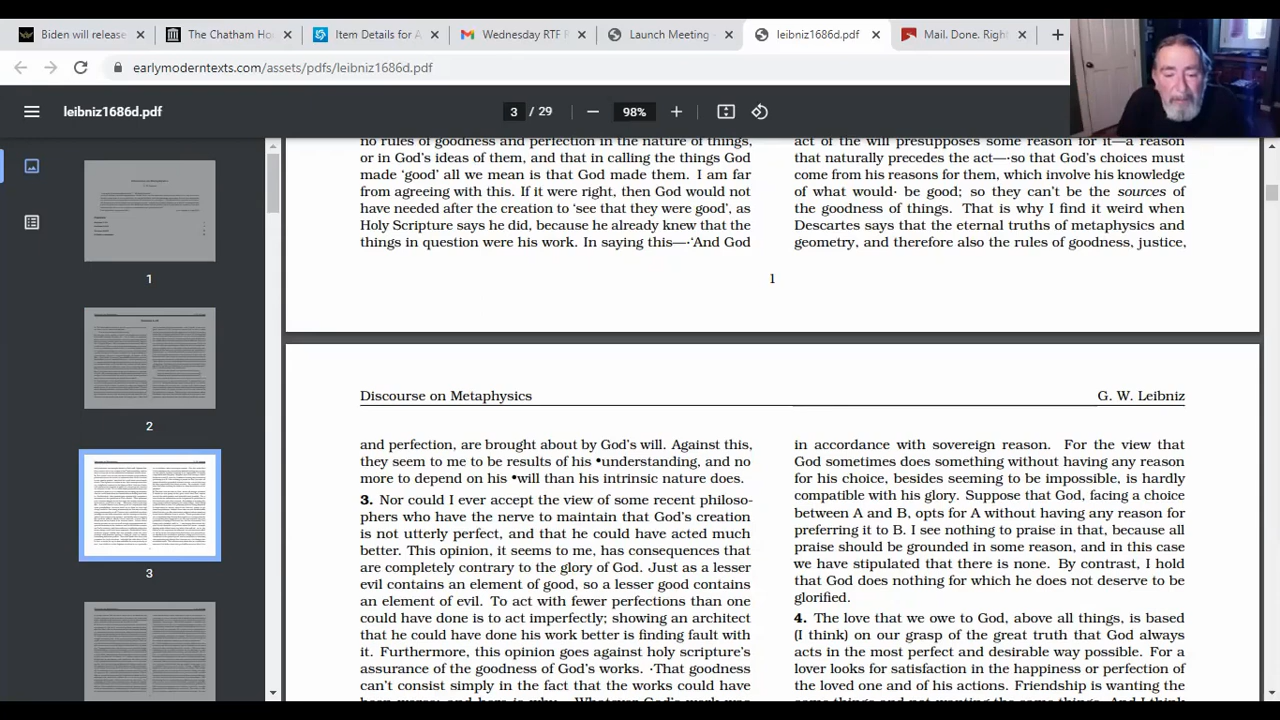 Biden will release
The Chatham Ho
Item Details for A
Wednesday RTF F
Launch Meeting -
leibniz1686d.pdf
Mail. Done. Righ
earlymoderntexts.com/assets/pdfs/leibniz1686d.pdf
leibniz1686d.pdf
3 / 29
98%
1
2
3
no rules of goodness and perfection in the nature of things,
or in God's ideas of them, and that in calling the things God
made 'good' all we mean is that God made them. I am far
from agreeing with this. If it were right, then God would not
have needed after the creation to 'see that they were good', as
Holy Scripture says he did, because he already knew that the
things in question were his work. In saying this—·'And God
act of the will presupposes some reason for it—a reason
that naturally precedes the act—·so that God's choices must
come from his reasons for them, which involve his knowledge
of what would· be good; so they can't be the sources of
the goodness of things. That is why I find it weird when
Descartes says that the eternal truths of metaphysics and
geometry, and therefore also the rules of goodness, justice,
1
Discourse on Metaphysics
G. W. Leibniz
and perfection, are brought about by God's will. Against this,
they seem to me to be results of his •understanding, and no
more to depend on his •will than his intrinsic nature does.
3. Nor could I ever accept the view of some recent philoso-
phers who have the nerve to maintain that God's creation
is not utterly perfect, and that he could have acted much
better. This opinion, it seems to me, has consequences that
are completely contrary to the glory of God. Just as a lesser
evil contains an element of good, so a lesser good contains
an element of evil. To act with fewer perfections than one
could have done is to act imperfectly; showing an architect
that he could have done his work better is finding fault with
it. Furthermore, this opinion goes against holy scripture's
assurance of the goodness of God's works. ·That goodness
can't consist simply in the fact that the works could have
in accordance with sovereign reason. For the view that
God sometimes does something without having any reason
for his choice, besides seeming to be impossible, is hardly
compatible with his glory. Suppose that God, facing a choice
between A and B, opts for A without having any reason for
preferring it to B. I see nothing to praise in that, because all
praise should be grounded in some reason, and in this case
we have stipulated that there is none. By contrast, I hold
that God does nothing for which he does not deserve to be
glorified.
4. The love that we owe to God, above all things, is based
(I think) on our grasp of the great truth that God always
acts in the most perfect and desirable way possible. For a
lover looks for satisfaction in the happiness or perfection of
the loved one and of his actions. Friendship is wanting the